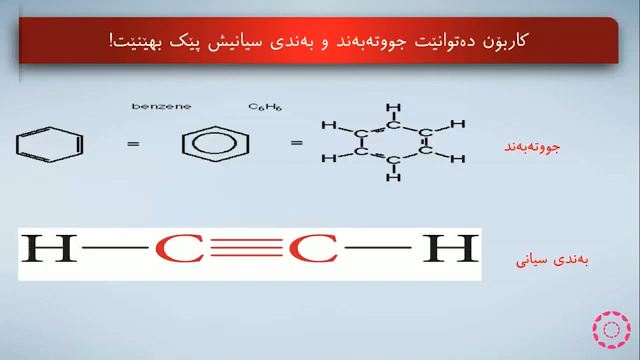 کاربۆن دەتوانێت جووتەبەند و بەندی سیانیش پێک بهێنێت!
benzene C₆H₆
= =
H
H C H
C C
C C
H C H
H
جووتەبەند
H C C H
بەندی سیانی